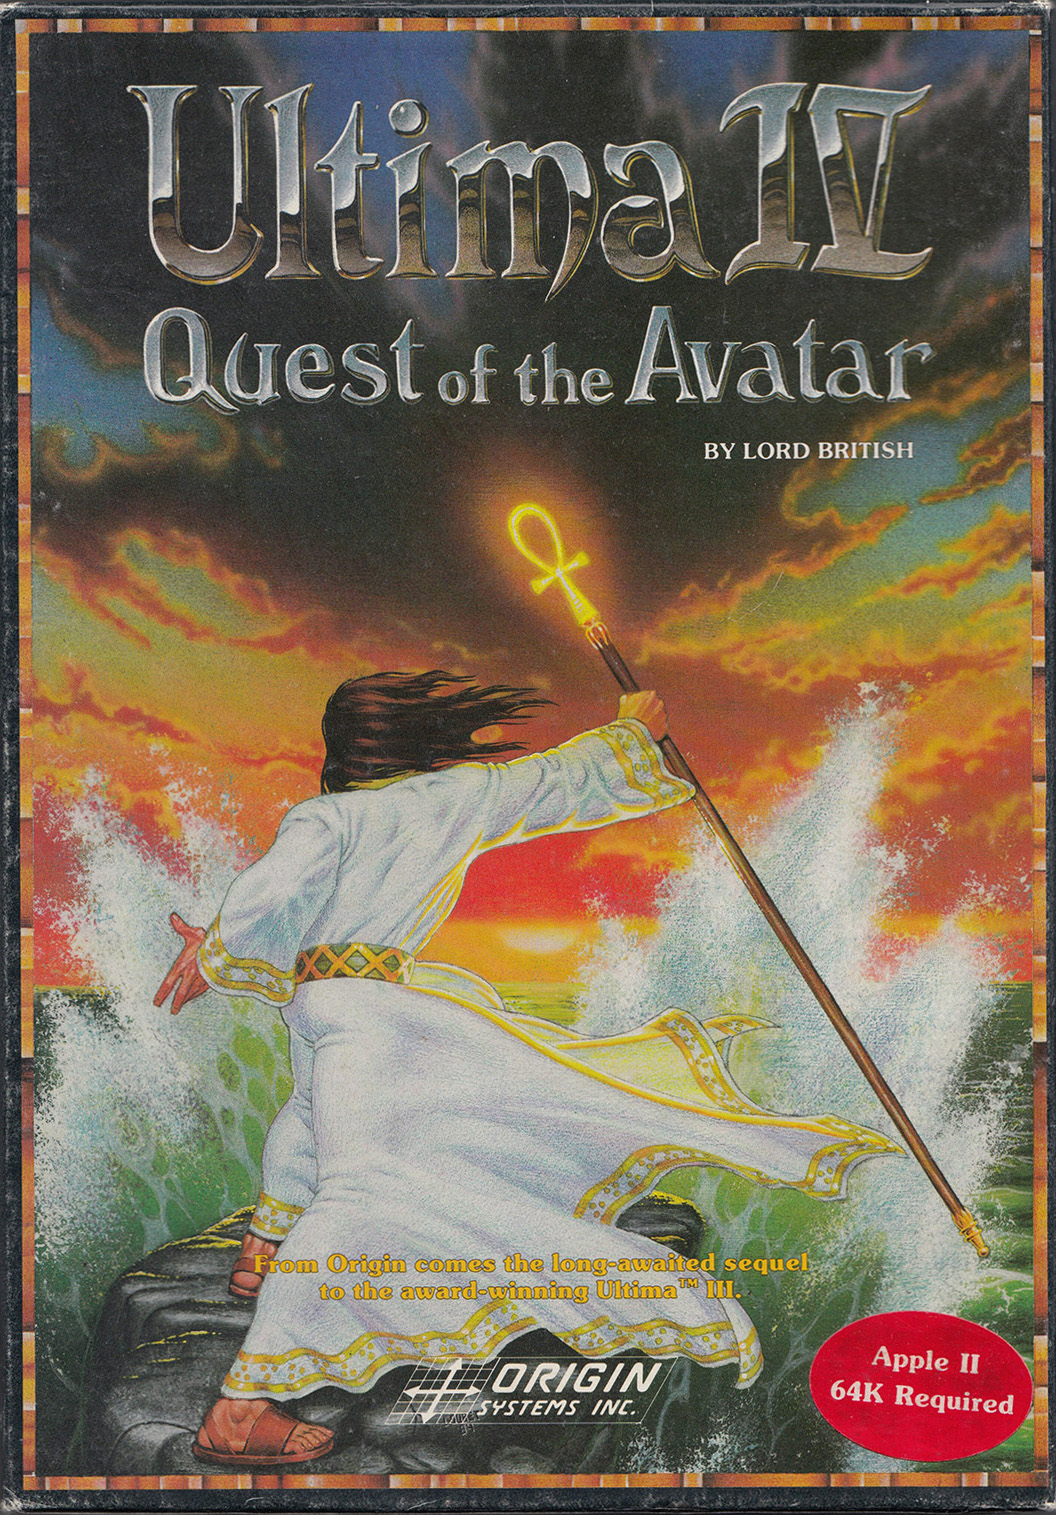 Ultima IV
Quest of the Avatar
BY LORD BRITISH
From Origin comes the long-awaited sequel
to the award-winning Ultima™ III.
ORIGIN
SYSTEMS INC.
Apple II
64K Required